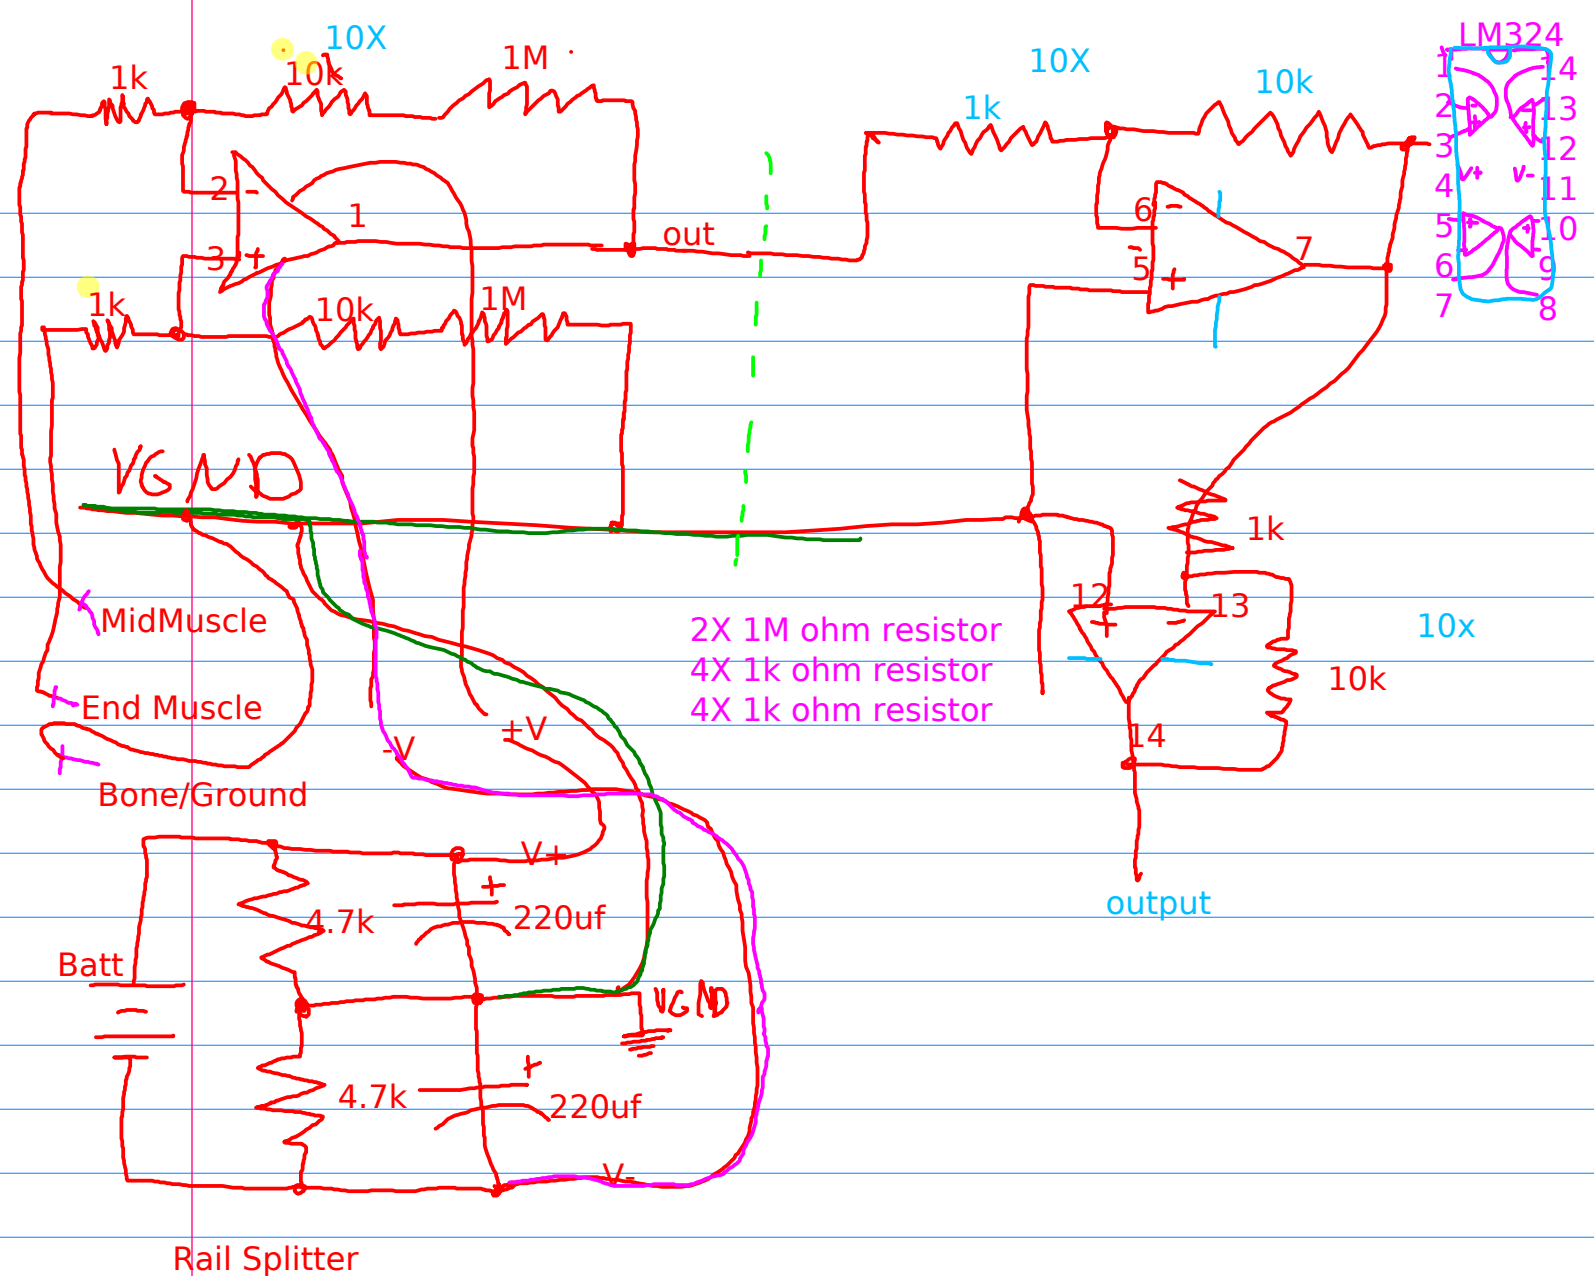 10X
1k
10k
1M
2
-
1
3
+
out
1k
10k
1M
VGND
MidMuscle
End Muscle
Bone/Ground
-V
+V
V+
+
4.7k
220uf
Batt
VGND
+
4.7k
220uf
V-
Rail Splitter
10X
1k
10k
6
-
7
-
5
+
1k
12
13
+
-
10x
10k
14
output
2X 1M ohm resistor
4X 1k ohm resistor
4X 1k ohm resistor
LM324
1
14
2
13
3
12
V+
V-
4
11
5
10
6
9
7
8